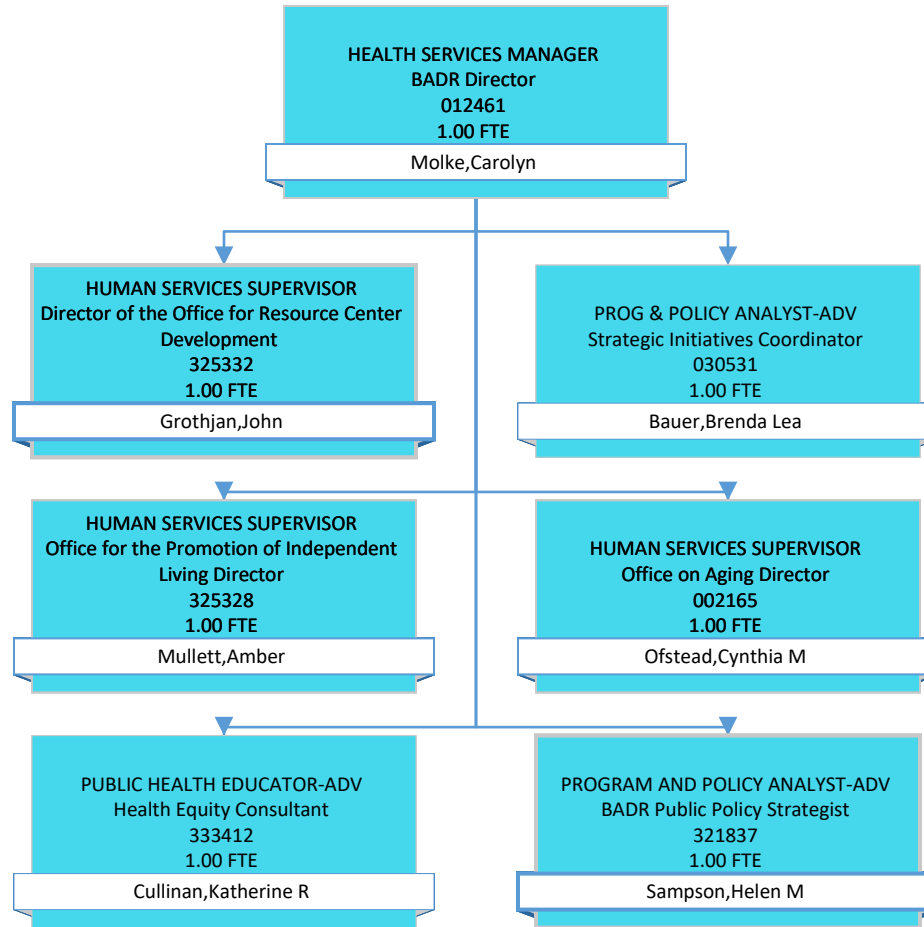 HEALTH SERVICES MANAGER
BADR Director
012461
1.00 FTE
Molke,Carolyn
HUMAN SERVICES SUPERVISOR
Director of the Office for Resource Center
Development
325332
1.00 FTE
Grothjan,John
PROG & POLICY ANALYST-ADV
Strategic Initiatives Coordinator
030531
1.00 FTE
Bauer,Brenda Lea
HUMAN SERVICES SUPERVISOR
Office for the Promotion of Independent
Living Director
325328
1.00 FTE
Mullett,Amber
HUMAN SERVICES SUPERVISOR
Office on Aging Director
002165
1.00 FTE
Ofstead,Cynthia M
PUBLIC HEALTH EDUCATOR-ADV
Health Equity Consultant
333412
1.00 FTE
Cullinan,Katherine R
PROGRAM AND POLICY ANALYST-ADV
BADR Public Policy Strategist
321837
1.00 FTE
Sampson,Helen M